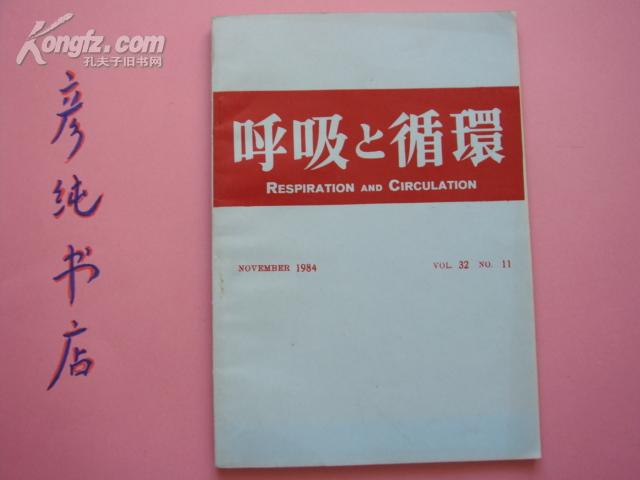 Kongfz.com
孔夫子旧书网
彦纯书店
呼吸と循環
RESPIRATION AND CIRCULATION
NOVEMBER 1984
VOL. 32 NO. 11